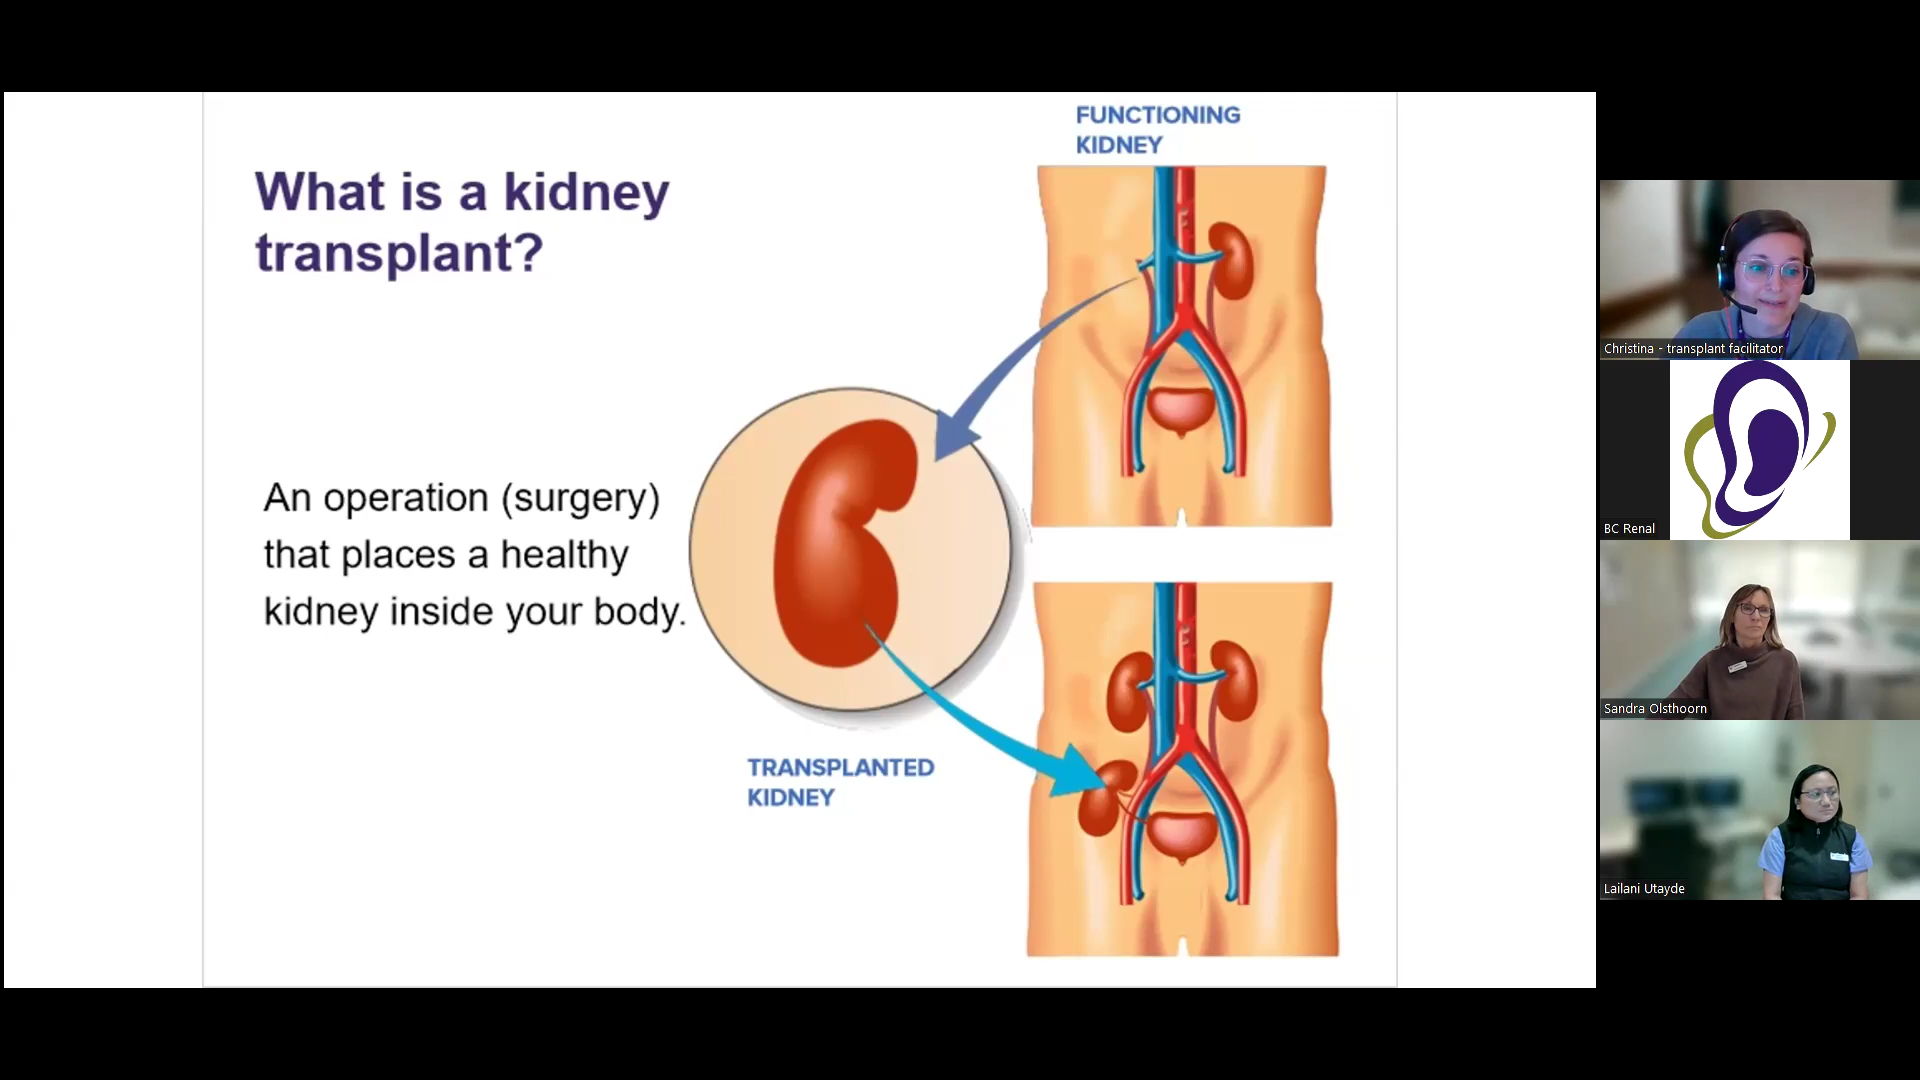 What is a kidney
transplant?
An operation (surgery)
that places a healthy
kidney inside your body.
FUNCTIONING
KIDNEY
TRANSPLANTED
KIDNEY
Christina - transplant facilitator
BC Renal
Sandra Olsthoorn
Lailani Utayde